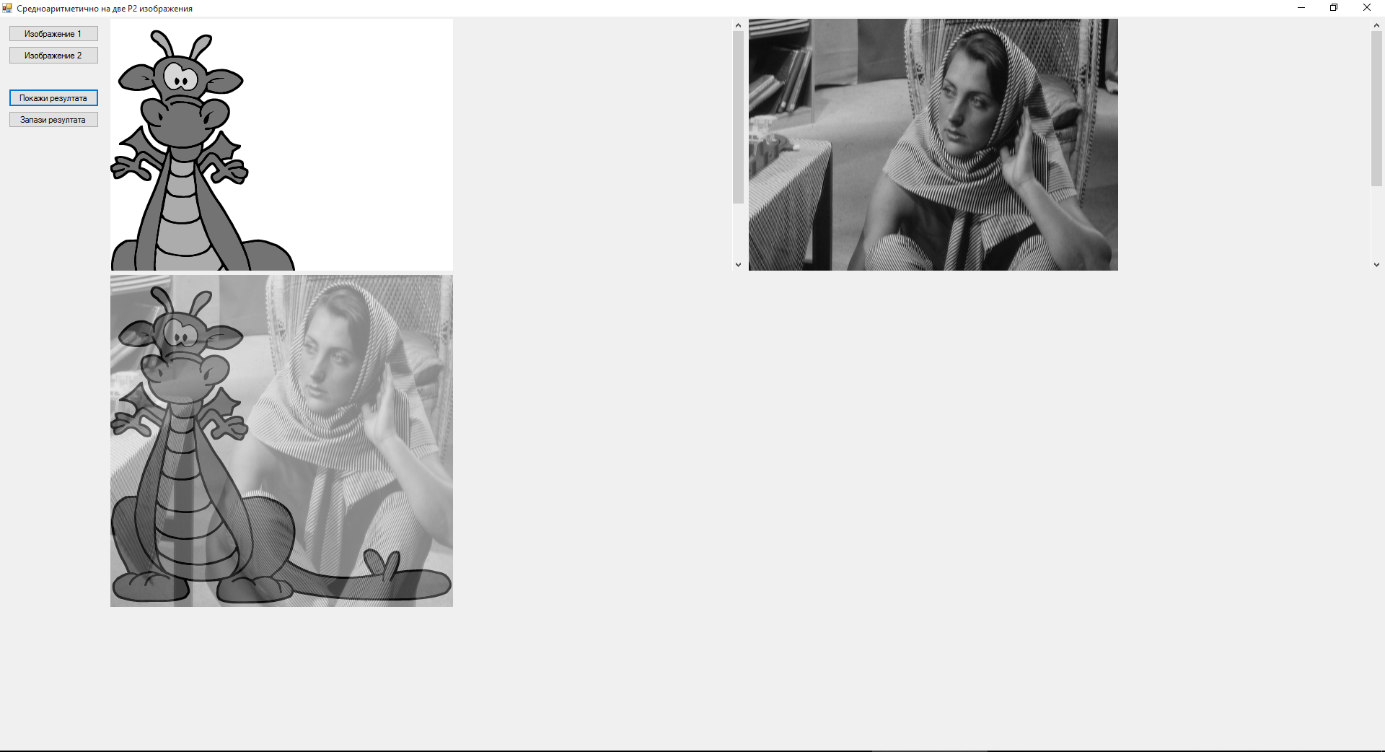 Средноаритметично на две P2 изображения
Изображение 1
Изображение 2
Покажи резултата
Запази резултата